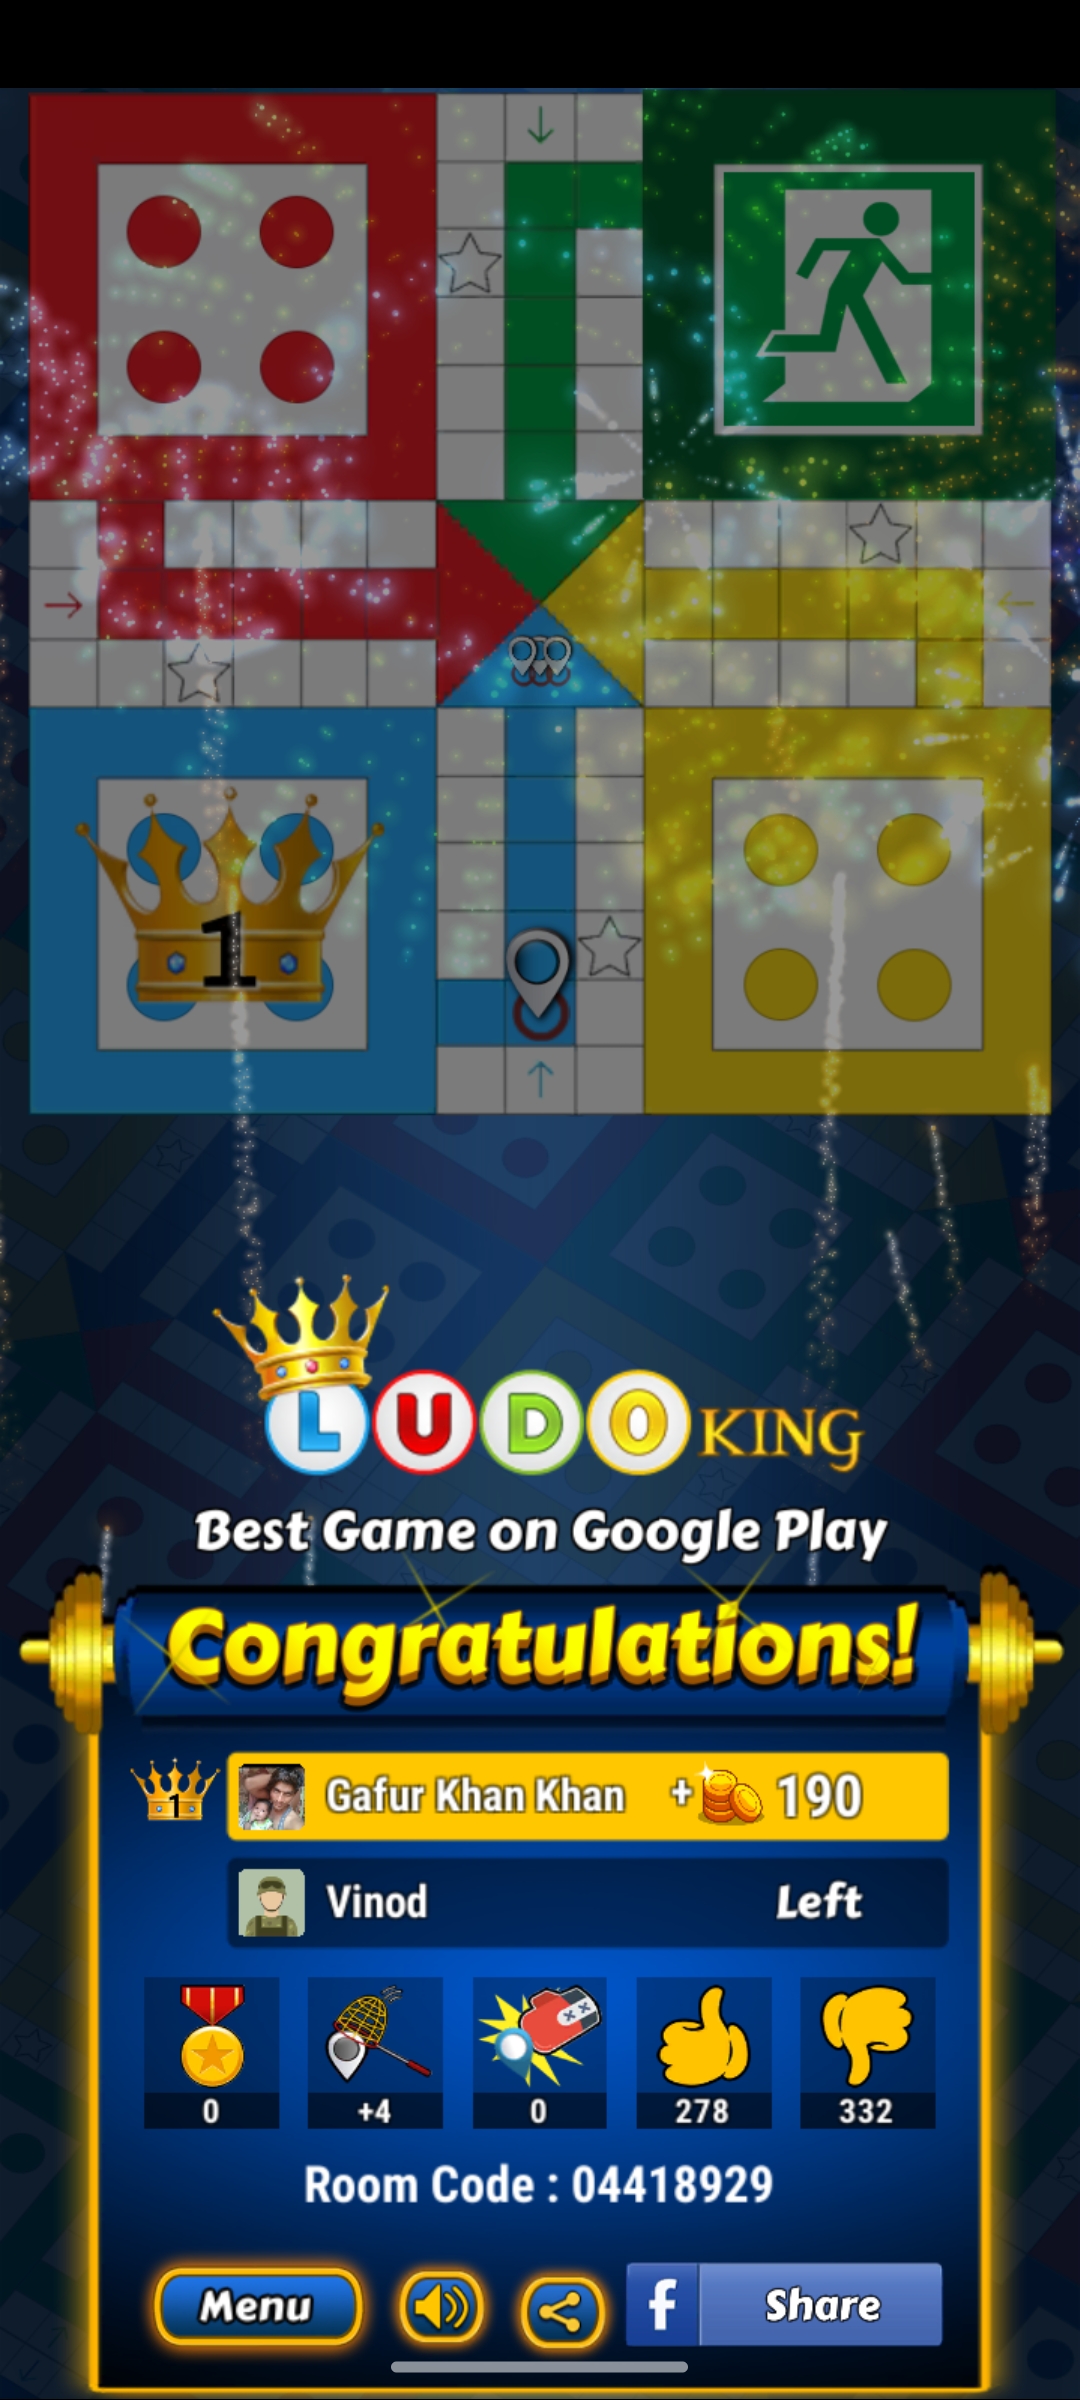 1
LUDO KING
Best Game on Google Play
Congratulations!
1 Gafur Khan Khan + 190
Vinod Left
0 +4 0 278 332
Room Code : 04418929
Menu f Share